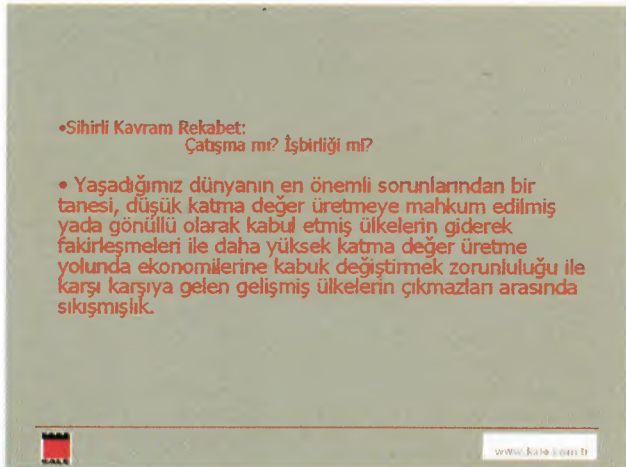 •Sihirli Kavram Rekabet:
Çatışma mı? İşbirliği mi?
• Yaşadığımız dünyanın en önemli sorunlarından bir
tanesi, düşük katma değer üretmeye mahkum edilmiş
yada gönüllü olarak kabul etmiş ülkelerin giderek
fakirleşmeleri ile daha yüksek katma değer üretme
yolunda ekonomilerine kabuk değiştirmek zorunluluğu ile
karşı karşıya gelen gelişmiş ülkelerin çıkmazları arasında
sıkışmışlık.
KALE
www.kale.com.tr